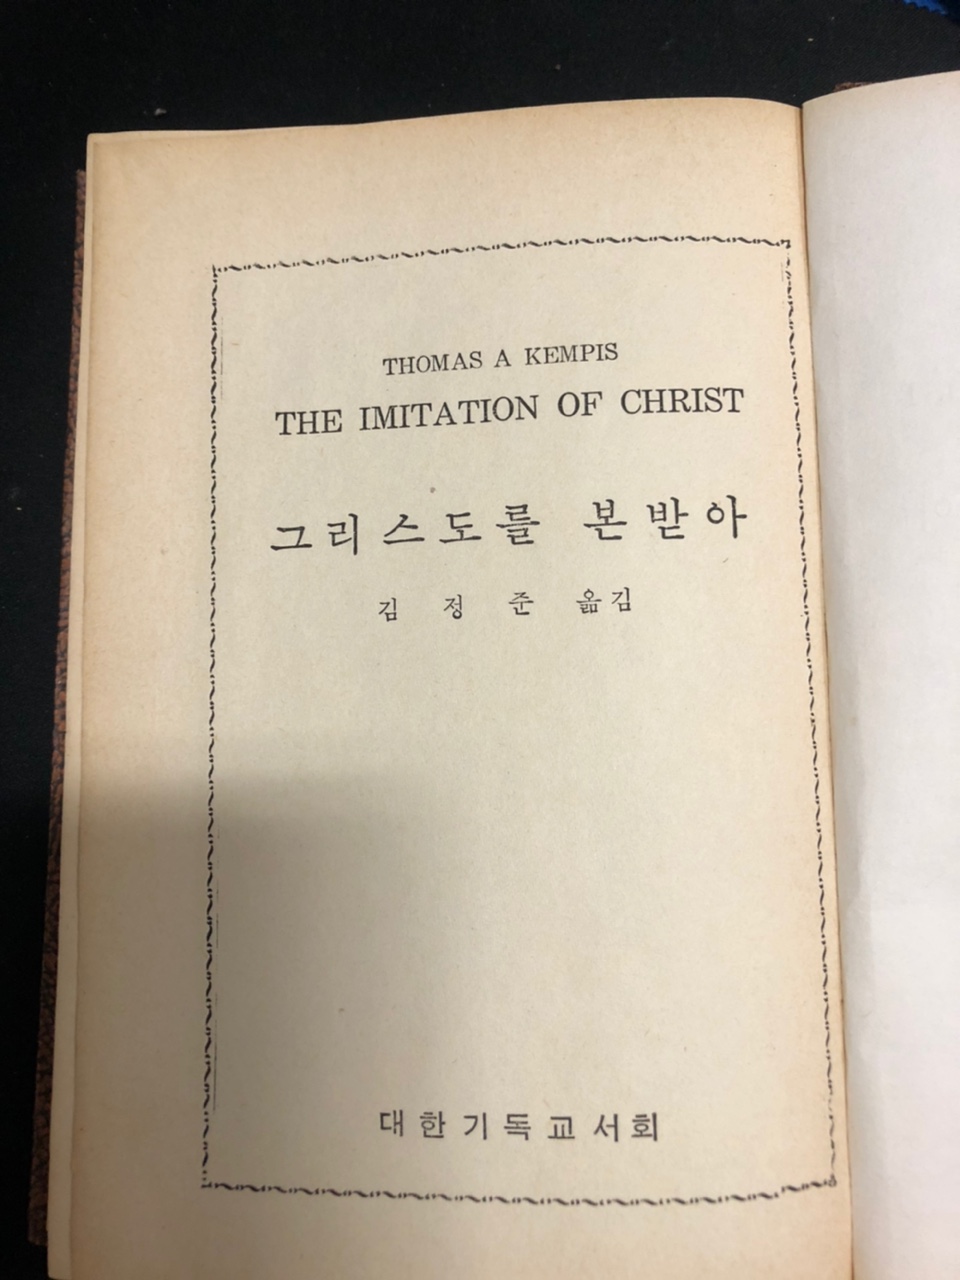 THOMAS A KEMPIS
THE IMITATION OF CHRIST
그리스도를 본받아
김 정 준 옮김
대한기독교서회